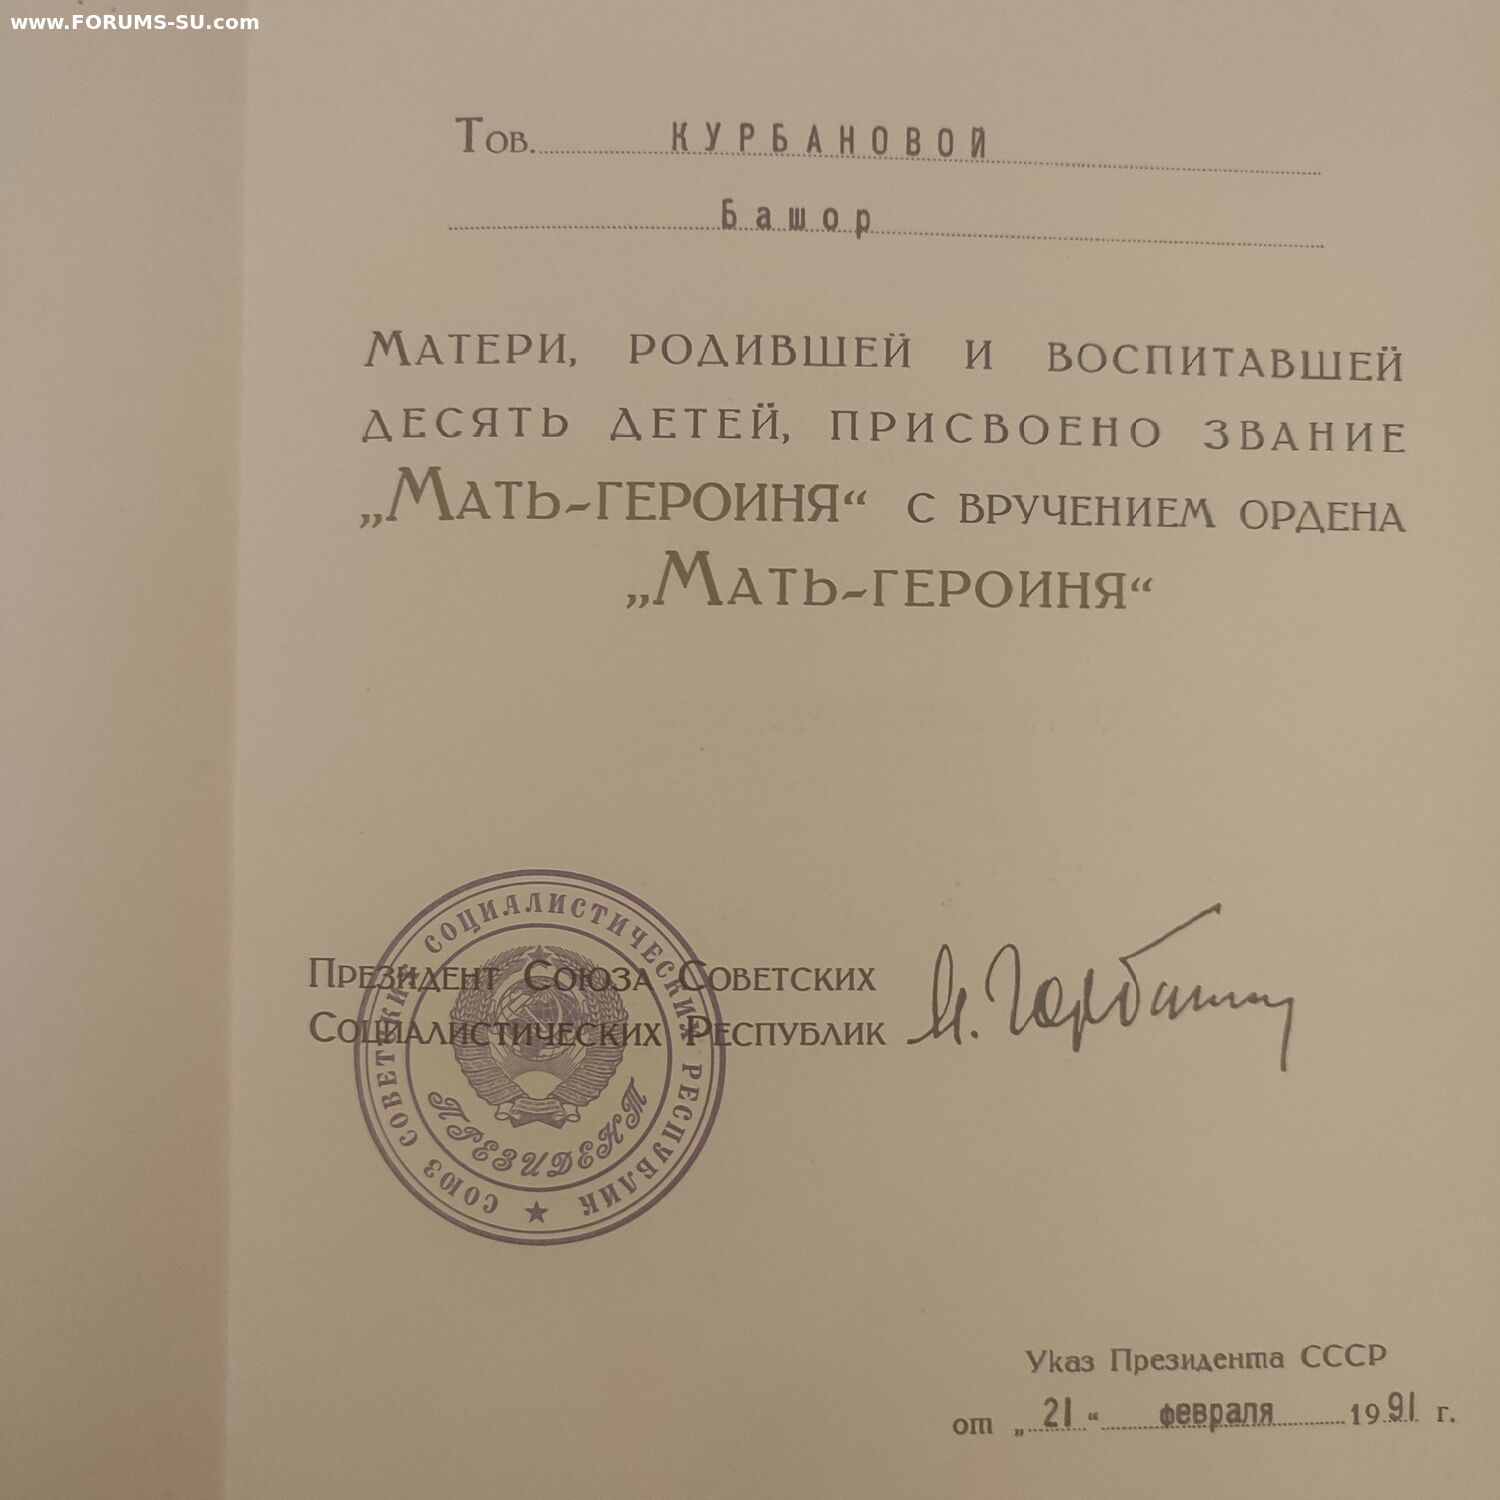 www.FORUMS-SU.com
Тов. КУРБАНОВОЙ
Башор
Матери, родившей и воспитавшей
десять детей, присвоено звание
„Мать-героиня“ с вручением ордена
„Мать-героиня“
Президент Союза Советских
Социалистических Республик
М. Горбачев
СОЮЗ СОВЕТСКИХ СОЦИАЛИСТИЧЕСКИХ РЕСПУБЛИК
ПРЕЗИДЕНТ
Указ Президента СССР
от „21“ февраля 1991 г.